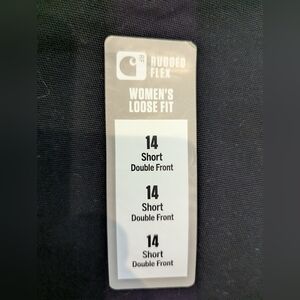 RUGGED
FLEX
WOMEN'S
LOOSE FIT
14
Short
Double Front
14
Short
Double Front
14
Short
Double Front